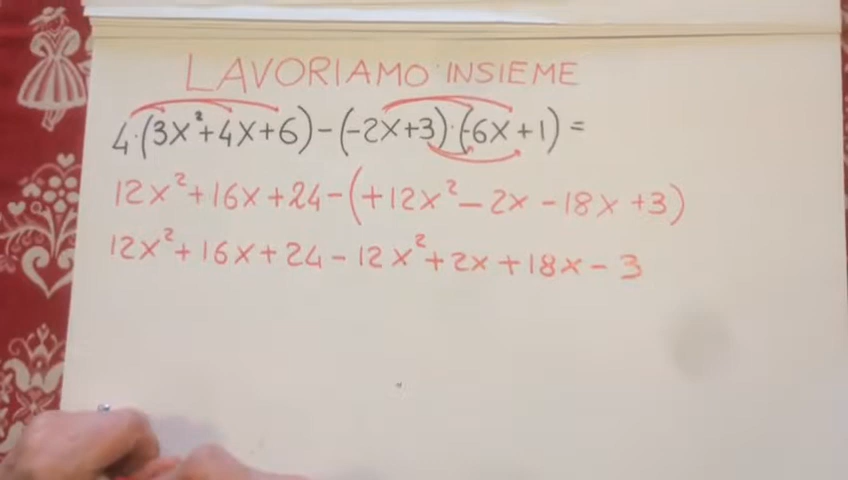 LAVORIAMO INSIEME
4·(3x²+4x+6)-(-2x+3)·(-6x+1)=
12x²+16x+24-(+12x²-2x-18x+3)
12x²+16x+24-12x²+2x+18x-3